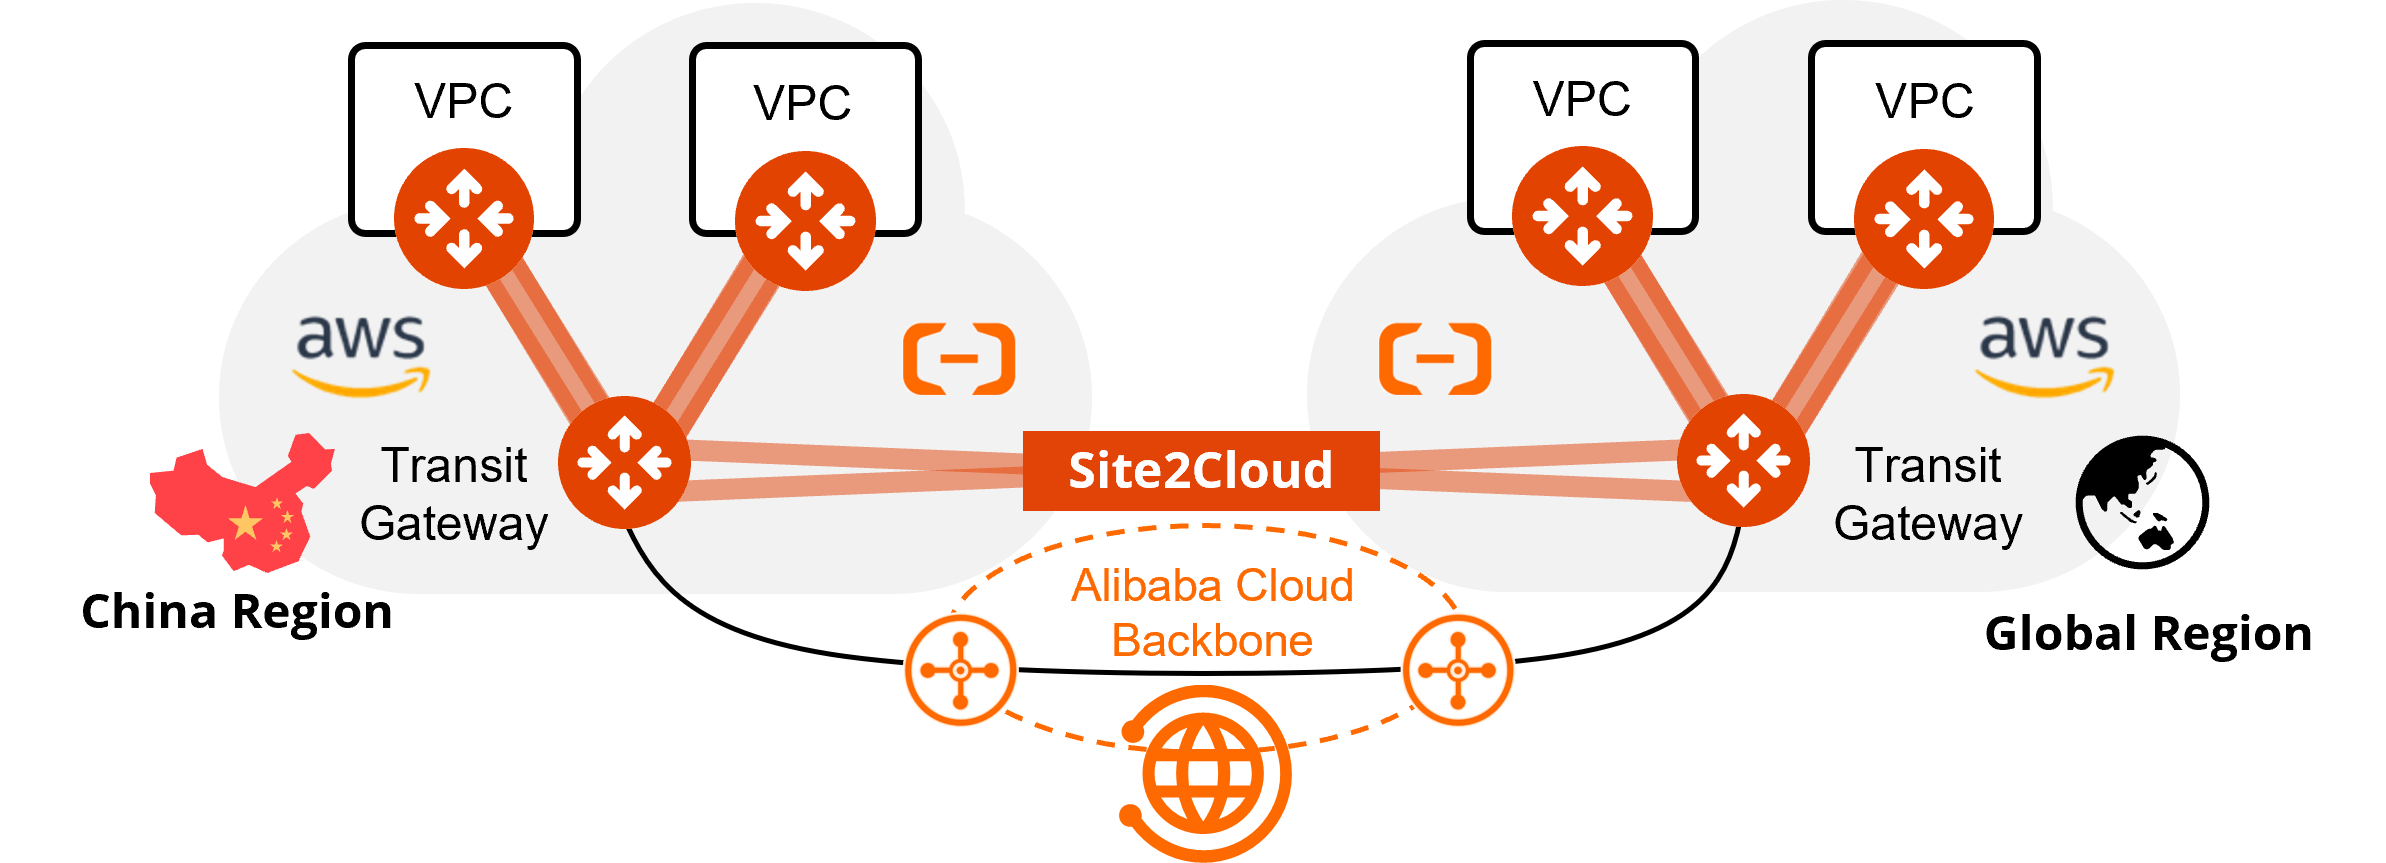 VPC
VPC
VPC
VPC
aws
aws
Transit
Gateway
Site2Cloud
Transit
Gateway
China Region
Alibaba Cloud
Backbone
Global Region